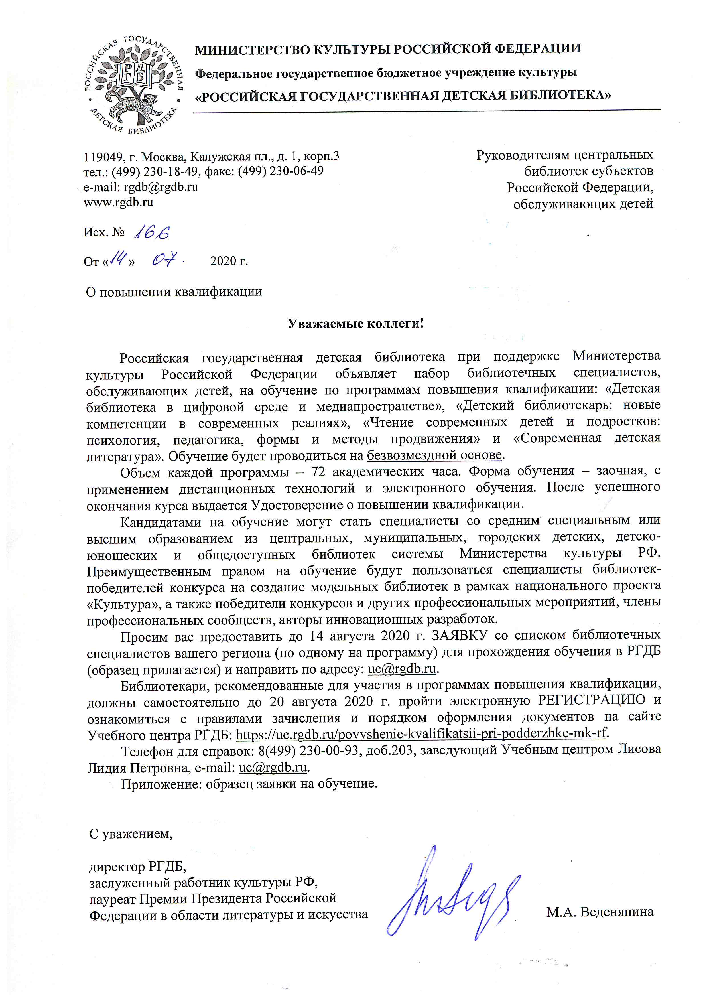 РОССИЙСКАЯ ГОСУДАРСТВЕННАЯ
РД
ГБ
ДЕТСКАЯ БИБЛИОТЕКА
МИНИСТЕРСТВО КУЛЬТУРЫ РОССИЙСКОЙ ФЕДЕРАЦИИ
Федеральное государственное бюджетное учреждение культуры
«РОССИЙСКАЯ ГОСУДАРСТВЕННАЯ ДЕТСКАЯ БИБЛИОТЕКА»
119049, г. Москва, Калужская пл., д. 1, корп.3
тел.: (499) 230-18-49, факс: (499) 230-06-49
e-mail: rgdb@rgdb.ru
www.rgdb.ru
Руководителям центральных
библиотек субъектов
Российской Федерации,
обслуживающих детей
Исх. № 166
От «14» 07. 2020 г.
О повышении квалификации
Уважаемые коллеги!
Российская государственная детская библиотека при поддержке Министерства
культуры Российской Федерации объявляет набор библиотечных специалистов,
обслуживающих детей, на обучение по программам повышения квалификации: «Детская
библиотека в цифровой среде и медиапространстве», «Детский библиотекарь: новые
компетенции в современных реалиях», «Чтение современных детей и подростков:
психология, педагогика, формы и методы продвижения» и «Современная детская
литература». Обучение будет проводиться на безвозмездной основе.
Объем каждой программы – 72 академических часа. Форма обучения – заочная, с
применением дистанционных технологий и электронного обучения. После успешного
окончания курса выдается Удостоверение о повышении квалификации.
Кандидатами на обучение могут стать специалисты со средним специальным или
высшим образованием из центральных, муниципальных, городских детских, детско-
юношеских и общедоступных библиотек системы Министерства культуры РФ.
Преимущественным правом на обучение будут пользоваться специалисты библиотек-
победителей конкурса на создание модельных библиотек в рамках национального проекта
«Культура», а также победители конкурсов и других профессиональных мероприятий, члены
профессиональных сообществ, авторы инновационных разработок.
Просим вас предоставить до 14 августа 2020 г. ЗАЯВКУ со списком библиотечных
специалистов вашего региона (по одному на программу) для прохождения обучения в РГДБ
(образец прилагается) и направить по адресу: uc@rgdb.ru.
Библиотекари, рекомендованные для участия в программах повышения квалификации,
должны самостоятельно до 20 августа 2020 г. пройти электронную РЕГИСТРАЦИЮ и
ознакомиться с правилами зачисления и порядком оформления документов на сайте
Учебного центра РГДБ: https://uc.rgdb.ru/povyshenie-kvalifikatsii-pri-podderzhke-mk-rf.
Телефон для справок: 8(499) 230-00-93, доб.203, заведующий Учебным центром Лисова
Лидия Петровна, e-mail: uc@rgdb.ru.
Приложение: образец заявки на обучение.
С уважением,
директор РГДБ,
заслуженный работник культуры РФ,
лауреат Премии Президента Российской
Федерации в области литературы и искусства
М.А. Веденяпина